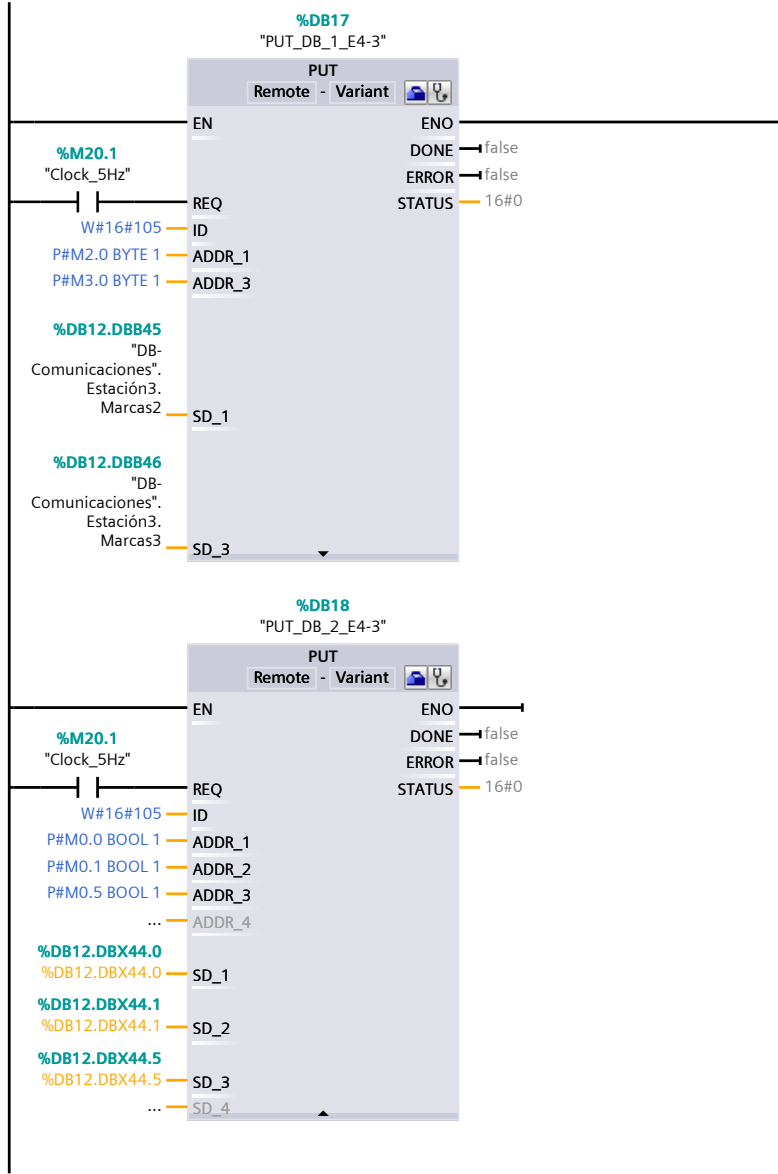 %DB17
"PUT_DB_1_E4-3"
PUT
Remote - Variant
EN ENO
DONE false
%M20.1
"Clock_5Hz"
ERROR false
REQ STATUS 16#0
W#16#105 ID
P#M2.0 BYTE 1 ADDR_1
P#M3.0 BYTE 1 ADDR_3
%DB12.DBB45
"DB-
Comunicaciones".
Estación3.
Marcas2 SD_1
%DB12.DBB46
"DB-
Comunicaciones".
Estación3.
Marcas3 SD_3
%DB18
"PUT_DB_2_E4-3"
PUT
Remote - Variant
EN ENO
DONE false
%M20.1
"Clock_5Hz"
ERROR false
REQ STATUS 16#0
W#16#105 ID
P#M0.0 BOOL 1 ADDR_1
P#M0.1 BOOL 1 ADDR_2
P#M0.5 BOOL 1 ADDR_3
... ADDR_4
%DB12.DBX44.0
%DB12.DBX44.0 SD_1
%DB12.DBX44.1
%DB12.DBX44.1 SD_2
%DB12.DBX44.5
%DB12.DBX44.5 SD_3
... SD_4